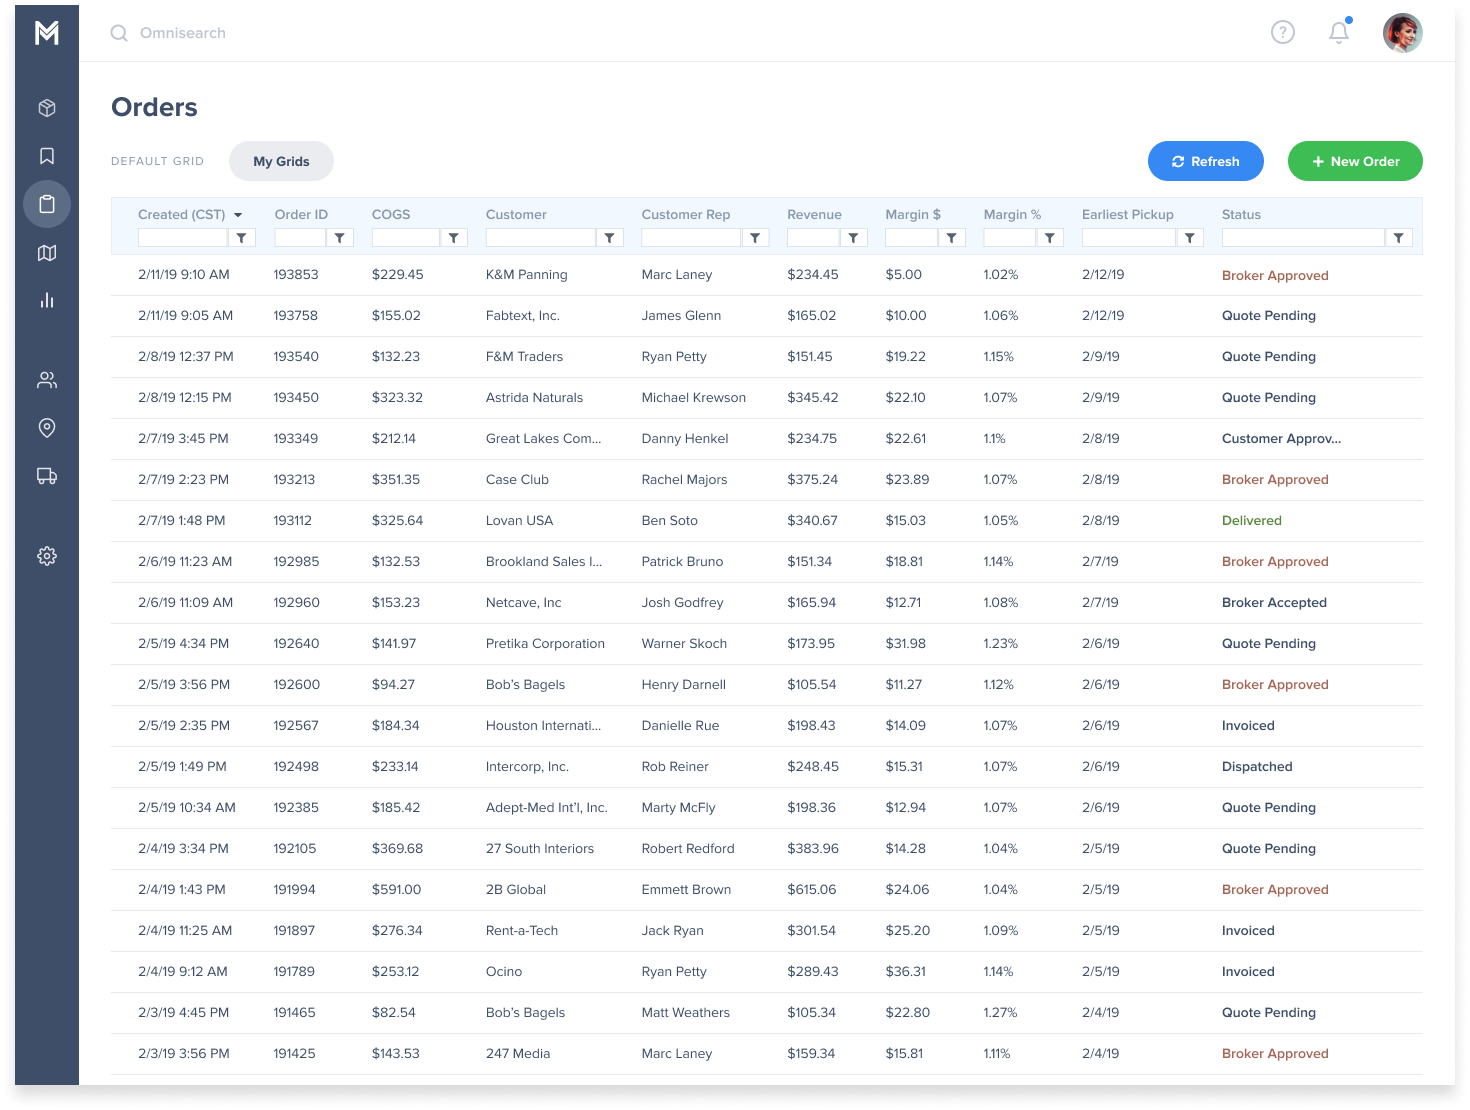 Omnisearch
?
Orders
DEFAULT GRID My Grids Refresh + New Order
Created (CST) Order ID COGS Customer Customer Rep Revenue Margin $ Margin % Earliest Pickup Status
2/11/19 9:10 AM 193853 $229.45 K&M Panning Marc Laney $234.45 $5.00 1.02% 2/12/19 Broker Approved
2/11/19 9:05 AM 193758 $155.02 Fabtext, Inc. James Glenn $165.02 $10.00 1.06% 2/12/19 Quote Pending
2/8/19 12:37 PM 193540 $132.23 F&M Traders Ryan Petty $151.45 $19.22 1.15% 2/9/19 Quote Pending
2/8/19 12:15 PM 193450 $323.32 Astrida Naturals Michael Krewson $345.42 $22.10 1.07% 2/9/19 Quote Pending
2/7/19 3:45 PM 193349 $212.14 Great Lakes Com... Danny Henkel $234.75 $22.61 1.1% 2/8/19 Customer Approv...
2/7/19 2:23 PM 193213 $351.35 Case Club Rachel Majors $375.24 $23.89 1.07% 2/8/19 Broker Approved
2/7/19 1:48 PM 193112 $325.64 Lovan USA Ben Soto $340.67 $15.03 1.05% 2/8/19 Delivered
2/6/19 11:23 AM 192985 $132.53 Brookland Sales I... Patrick Bruno $151.34 $18.81 1.14% 2/7/19 Broker Approved
2/6/19 11:09 AM 192960 $153.23 Netcave, Inc Josh Godfrey $165.94 $12.71 1.08% 2/7/19 Broker Accepted
2/5/19 4:34 PM 192640 $141.97 Pretika Corporation Warner Skoch $173.95 $31.98 1.23% 2/6/19 Quote Pending
2/5/19 3:56 PM 192600 $94.27 Bob’s Bagels Henry Darnell $105.54 $11.27 1.12% 2/6/19 Broker Approved
2/5/19 2:35 PM 192567 $184.34 Houston Internati... Danielle Rue $198.43 $14.09 1.07% 2/6/19 Invoiced
2/5/19 1:49 PM 192498 $233.14 Intercorp, Inc. Rob Reiner $248.45 $15.31 1.07% 2/6/19 Dispatched
2/5/19 10:34 AM 192385 $185.42 Adept-Med Int’l, Inc. Marty McFly $198.36 $12.94 1.07% 2/6/19 Quote Pending
2/4/19 3:34 PM 192105 $369.68 27 South Interiors Robert Redford $383.96 $14.28 1.04% 2/5/19 Quote Pending
2/4/19 1:43 PM 191994 $591.00 2B Global Emmett Brown $615.06 $24.06 1.04% 2/5/19 Broker Approved
2/4/19 11:25 AM 191897 $276.34 Rent-a-Tech Jack Ryan $301.54 $25.20 1.09% 2/5/19 Invoiced
2/4/19 9:12 AM 191789 $253.12 Ocino Ryan Petty $289.43 $36.31 1.14% 2/5/19 Invoiced
2/3/19 4:45 PM 191465 $82.54 Bob’s Bagels Matt Weathers $105.34 $22.80 1.27% 2/4/19 Quote Pending
2/3/19 3:56 PM 191425 $143.53 247 Media Marc Laney $159.34 $15.81 1.11% 2/4/19 Broker Approved